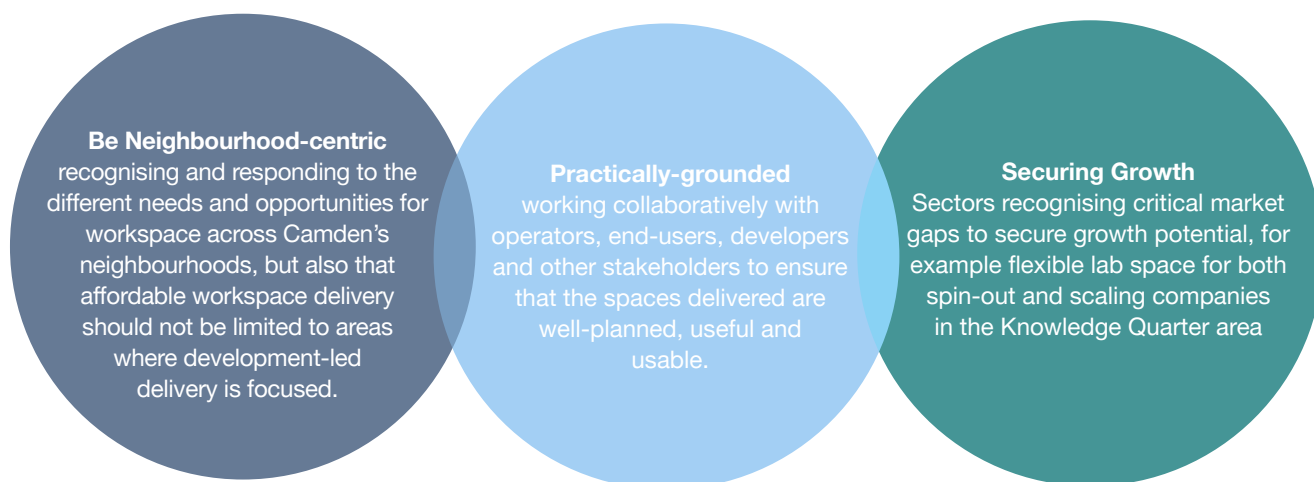 Be Neighbourhood-centric
recognising and responding to the
different needs and opportunities for
workspace across Camden's
neighbourhoods, but also that
affordable workspace delivery
should not be limited to areas
where development-led
delivery is focused.
Practically-grounded
working collaboratively with
operators, end-users, developers
and other stakeholders to ensure
that the spaces delivered are
well-planned, useful and
usable.
Securing Growth
Sectors recognising critical market
gaps to secure growth potential, for
example flexible lab space for both
spin-out and scaling companies
in the Knowledge Quarter area